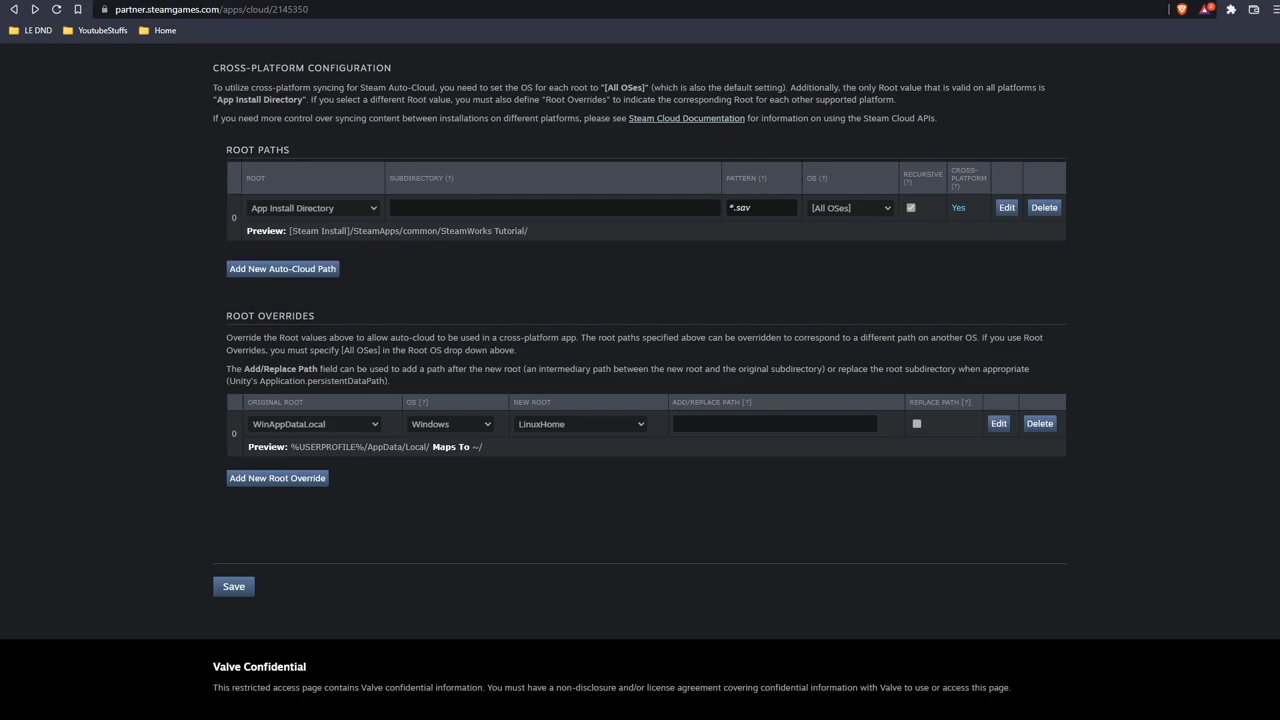 partner.steamgames.com/apps/cloud/2145350
LE DND YoutubeStuffs Home
CROSS-PLATFORM CONFIGURATION
To utilize cross-platform syncing for Steam Auto-Cloud, you need to set the OS for each root to "[All OSes]" (which is also the default setting). Additionally, the only Root value that is valid on all platforms is
"App Install Directory". If you select a different Root value, you must also define "Root Overrides" to indicate the corresponding Root for each other supported platform.
If you need more control over syncing content between installations on different platforms, please see Steam Cloud Documentation for information on using the Steam Cloud APIs.
ROOT PATHS
ROOT SUBDIRECTORY [?] PATTERN [?] OS [?] RECURSIVE [?] CROSS-PLATFORM [?]
0 App Install Directory *.sav [All OSes] Yes Edit Delete
Preview: [Steam Install]/SteamApps/common/SteamWorks Tutorial/
Add New Auto-Cloud Path
ROOT OVERRIDES
Override the Root values above to allow auto-cloud to be used in a cross-platform app. The root paths specified above can be overridden to correspond to a different path on another OS. If you use Root
Overrides, you must specify [All OSes] in the Root OS drop down above.
The Add/Replace Path field can be used to add a path after the new root (an intermediary path between the new root and the original subdirectory) or replace the root subdirectory when appropriate
(Unity's Application.persistentDataPath).
ORIGINAL ROOT OS [?] NEW ROOT ADD/REPLACE PATH [?] REPLACE PATH [?]
0 WinAppDataLocal Windows LinuxHome Edit Delete
Preview: %USERPROFILE%/AppData/Local/ Maps To ~/
Add New Root Override
Save
Valve Confidential
This restricted access page contains Valve confidential information. You must have a non-disclosure and/or license agreement covering confidential information with Valve to use or access this page.